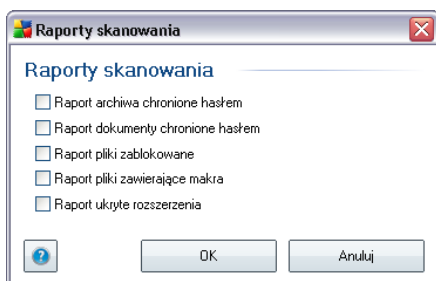 Raporty skanowania
Raporty skanowania
Raport archiwa chronione hasłem
Raport dokumenty chronione hasłem
Raport pliki zablokowane
Raport pliki zawierające makra
Raport ukryte rozszerzenia
? OK Anuluj